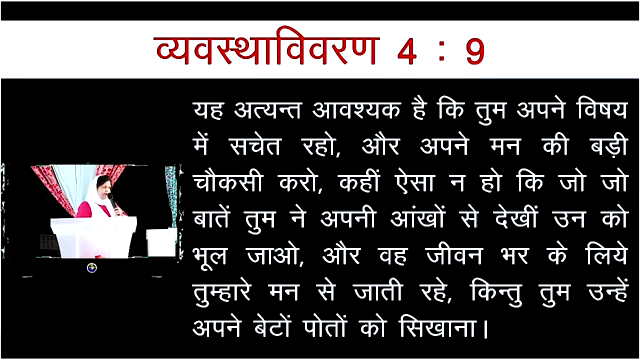 व्यवस्थाविवरण 4 : 9
यह अत्यन्त आवश्यक है कि तुम अपने विषय
में सचेत रहो, और अपने मन की बड़ी
चौकसी करो, कहीं ऐसा न हो कि जो जो
बातें तुम ने अपनी आंखों से देखीं उन को
भूल जाओ, और वह जीवन भर के लिये
तुम्हारे मन से जाती रहे, किन्तु तुम उन्हें
अपने बेटों पोतों को सिखाना।